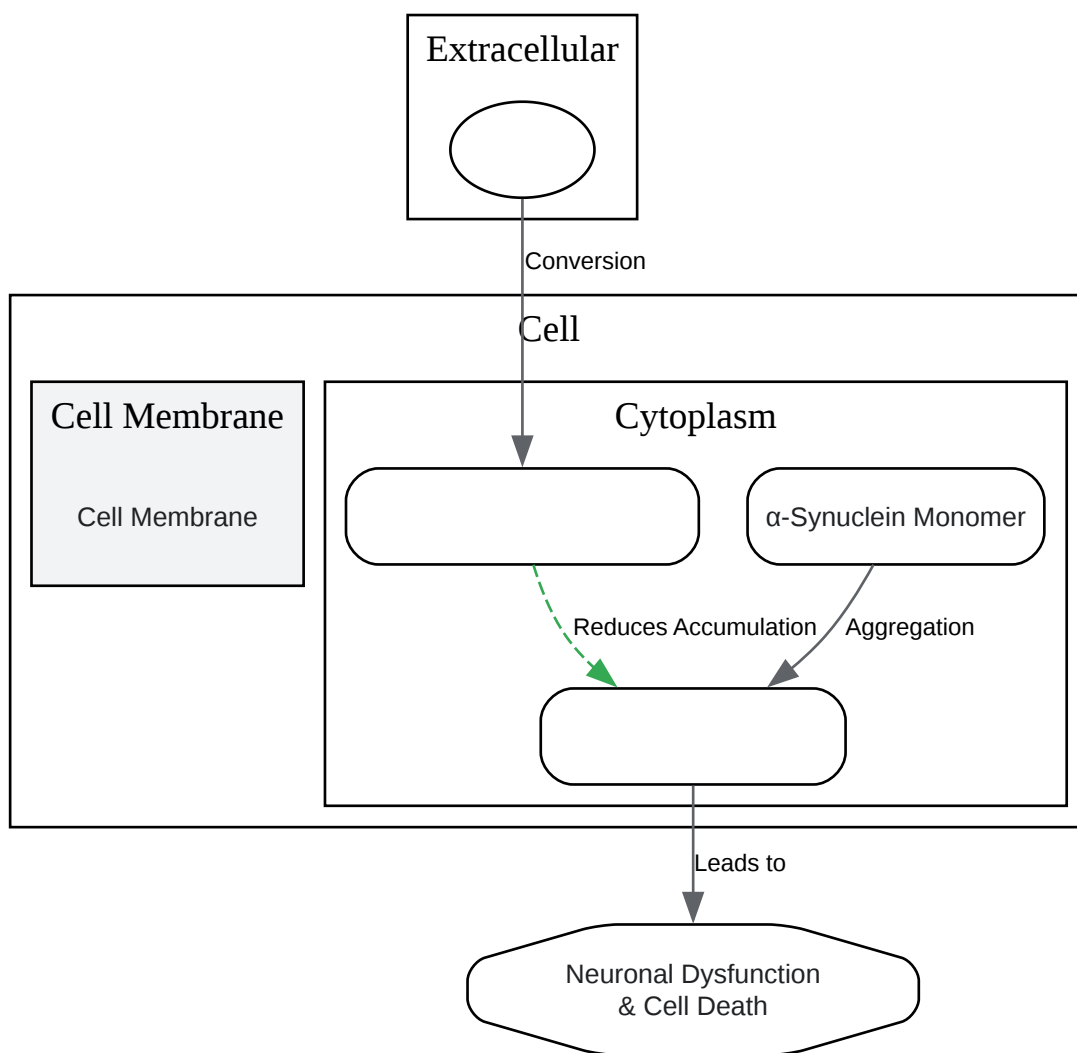 Extracellular
Conversion
Cell
Cell Membrane
Cytoplasm
Cell Membrane
α-Synuclein Monomer
Reduces Accumulation
Aggregation
Leads to
Neuronal Dysfunction
& Cell Death